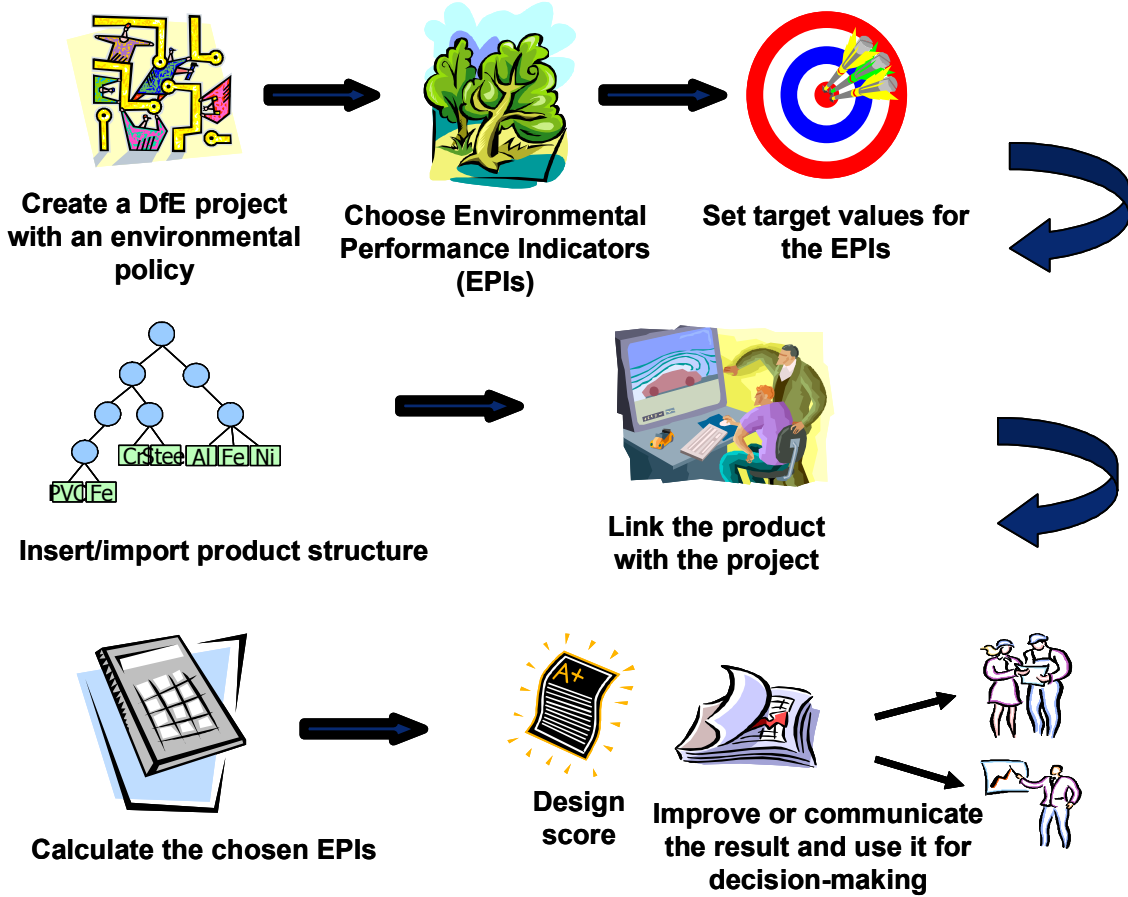 Create a DfE project
with an environmental
policy
Choose Environmental
Performance Indicators
(EPIs)
Set target values for
the EPIs
Cr Stee Al Fe Ni
PVC Fe
Insert/import product structure
Link the product
with the project
A+
Calculate the chosen EPIs
Design
score
Improve or communicate
the result and use it for
decision-making